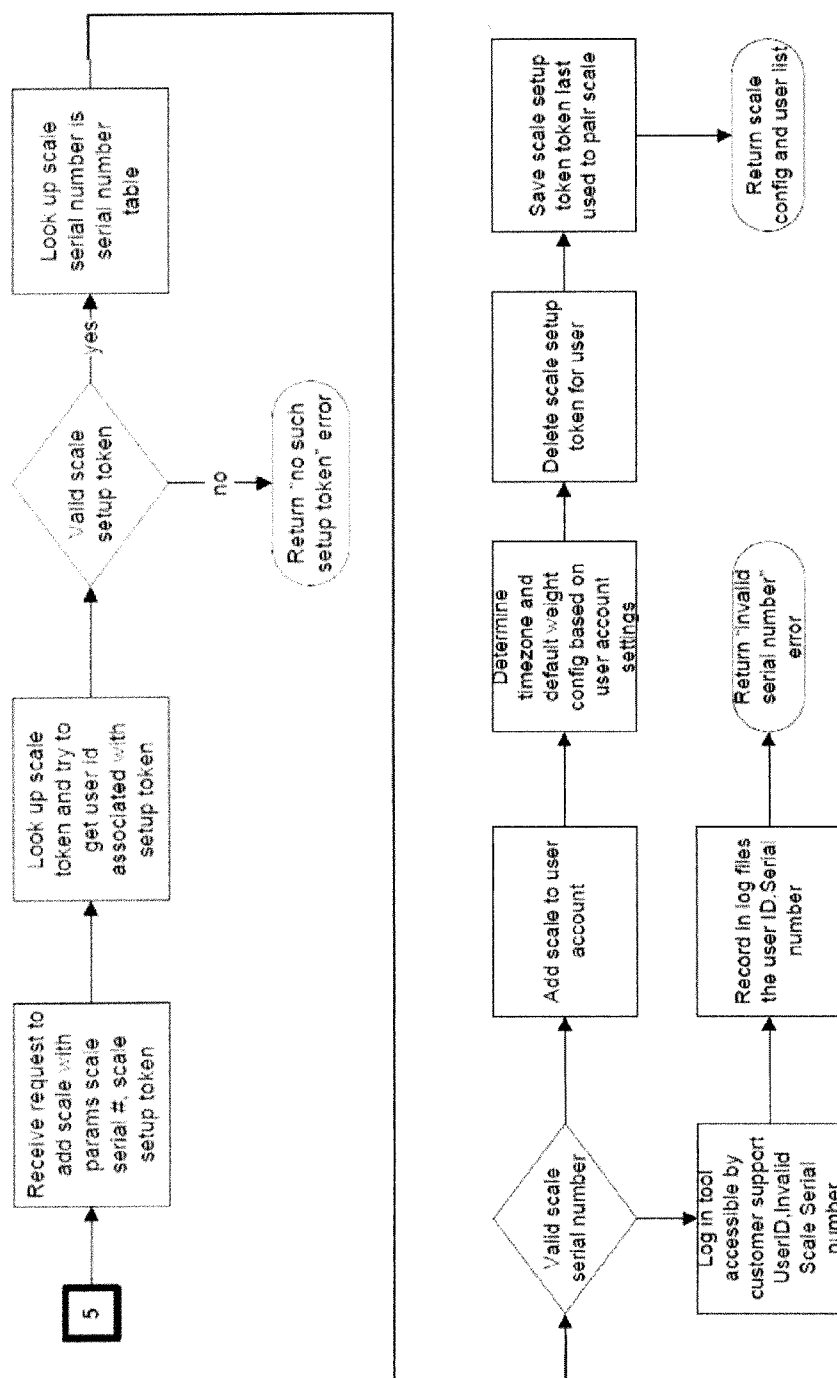 5
Receive request to
add scale with
params scale
serial #, scale
setup token
Look up scale
token and try to
get user id
associated with
setup token
Valid scale
setup token
yes
no
Return "no such
setup token" error
Look up scale
serial number is
serial number
table
Valid scale
serial number
Add scale to user
account
Determine
timezone and
default weight
config based on
user account
settings
Delete scale setup
token for user
Save scale setup
token token last
used to pair scale
Return scale
config and user list
Log in tool
accessible by
customer support
UserID,Invalid
Scale Serial
number
Record in log files
the user ID,Serial
number
Return "invalid
serial number"
error